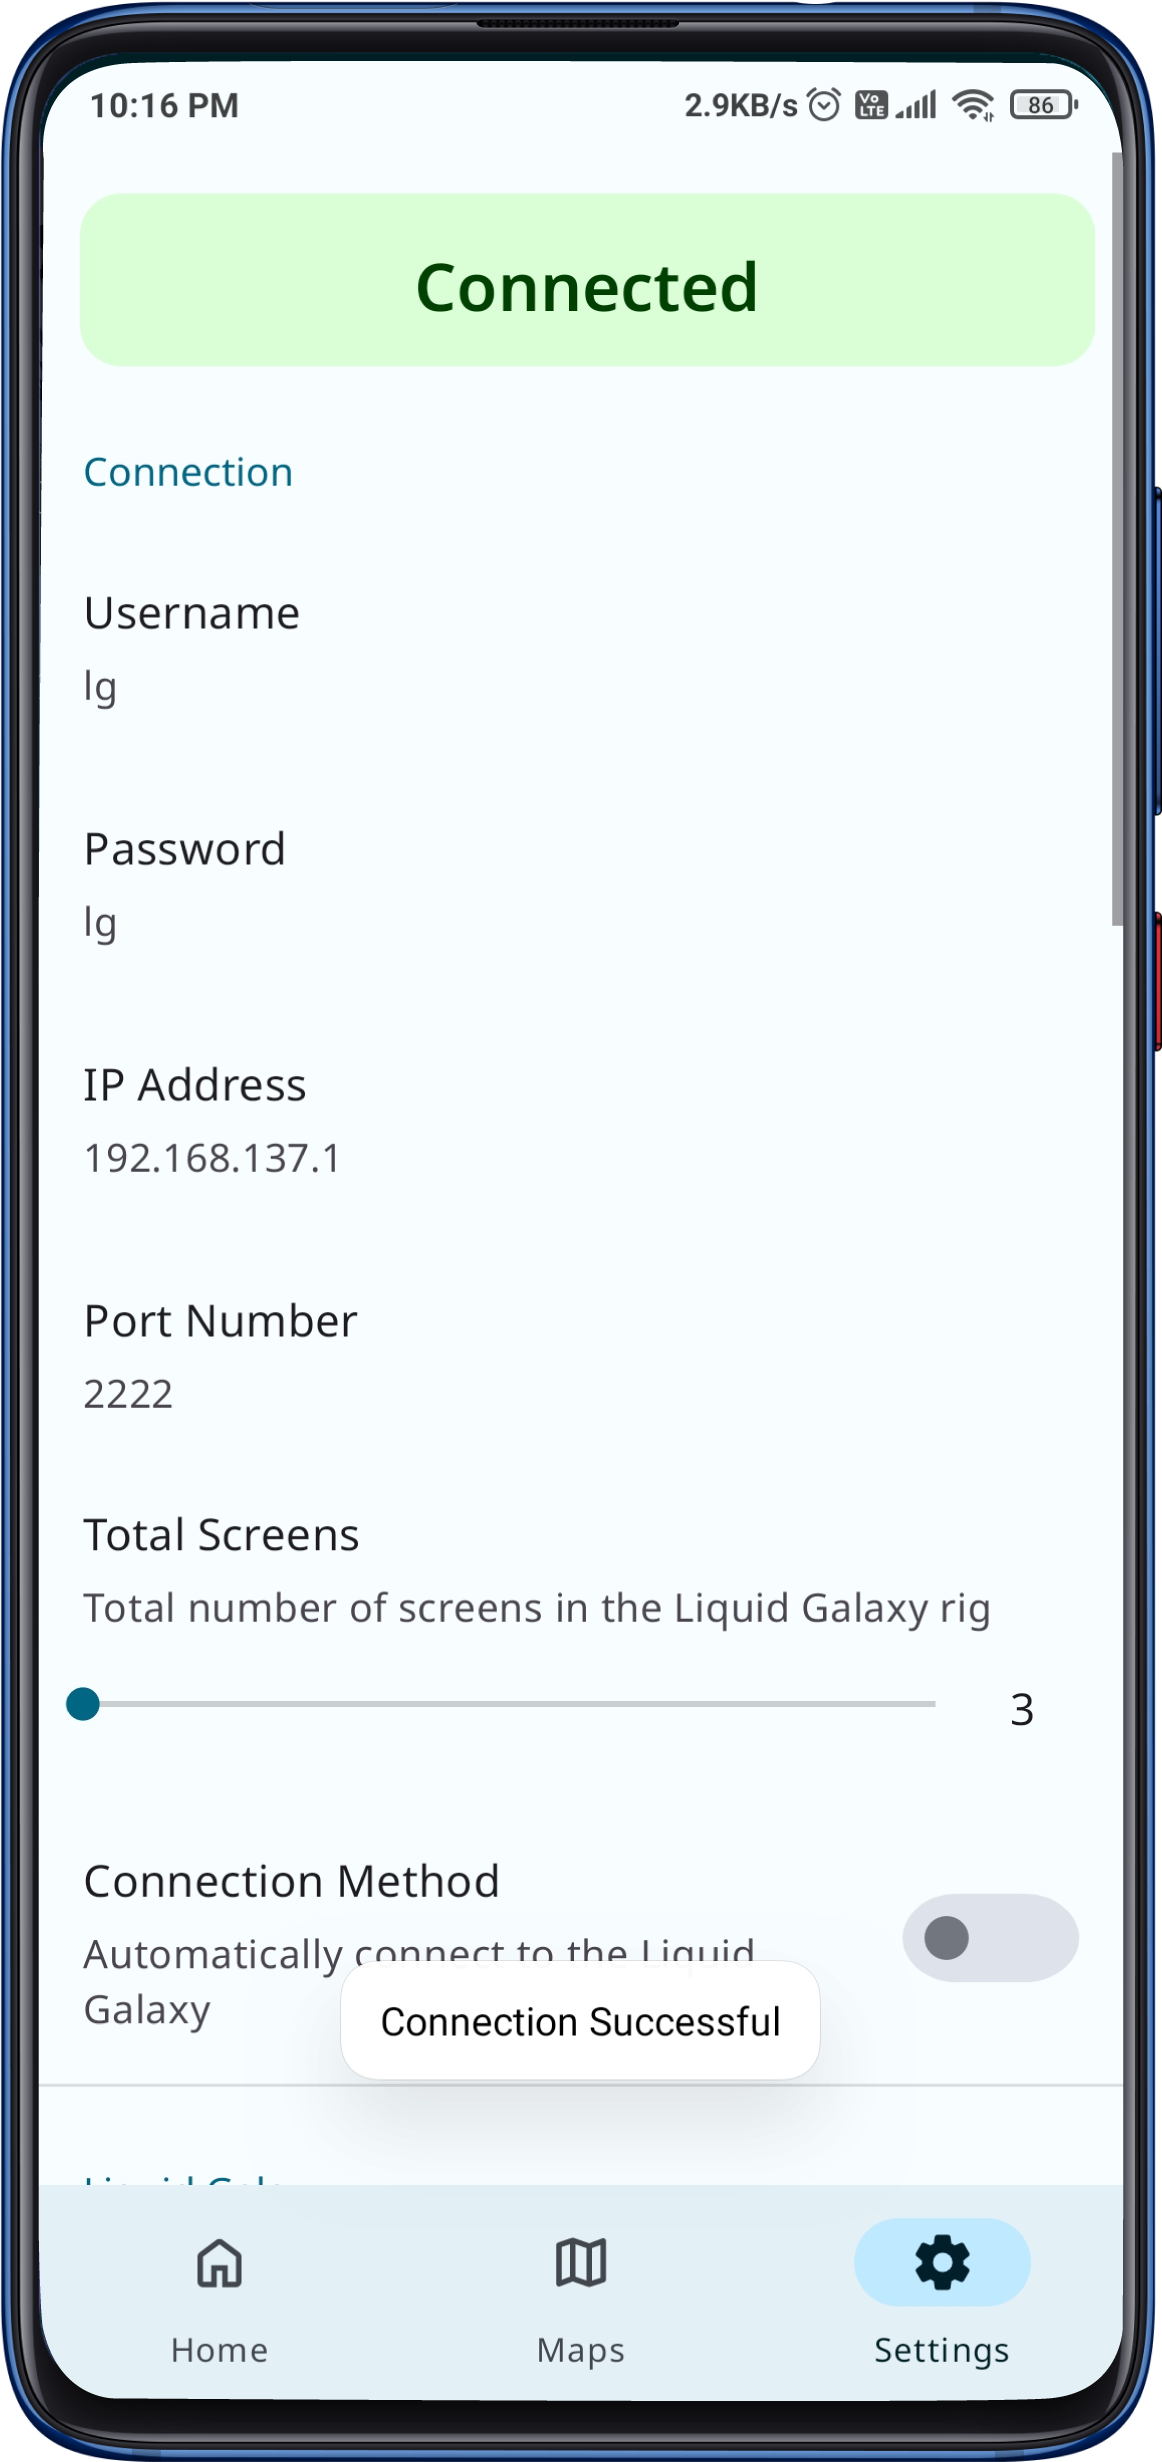 10:16 PM 2.9KB/s Vo LTE 86
Connected
Connection
Username
lg
Password
lg
IP Address
192.168.137.1
Port Number
2222
Total Screens
Total number of screens in the Liquid Galaxy rig
3
Connection Method
Automatically connect to the Liquid
Galaxy
Connection Successful
Home Maps Settings